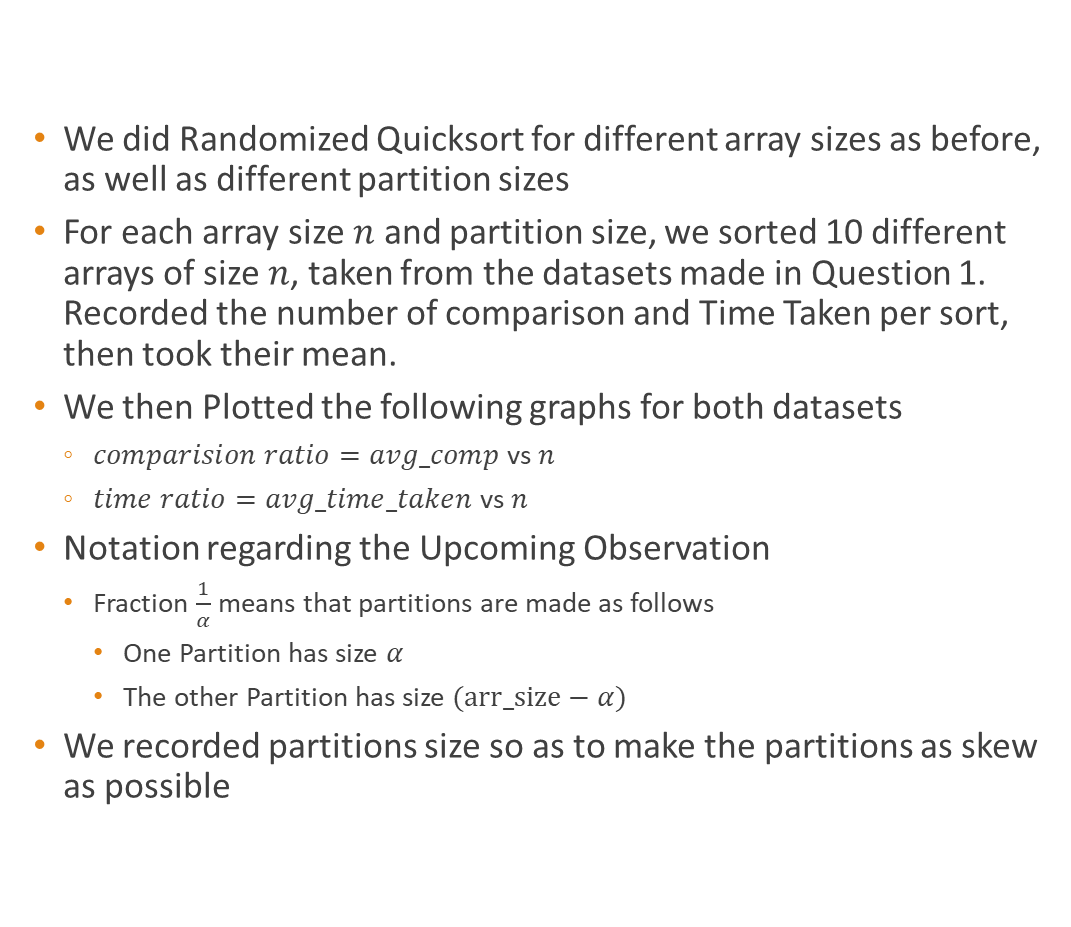 • We did Randomized Quicksort for different array sizes as before,
as well as different partition sizes
• For each array size n and partition size, we sorted 10 different
arrays of size n, taken from the datasets made in Question 1.
Recorded the number of comparison and Time Taken per sort,
then took their mean.
• We then Plotted the following graphs for both datasets
◦ comparision ratio = avg_comp vs n
◦ time ratio = avg_time_taken vs n
• Notation regarding the Upcoming Observation
• Fraction 1/α means that partitions are made as follows
• One Partition has size α
• The other Partition has size (arr_size − α)
• We recorded partitions size so as to make the partitions as skew
as possible